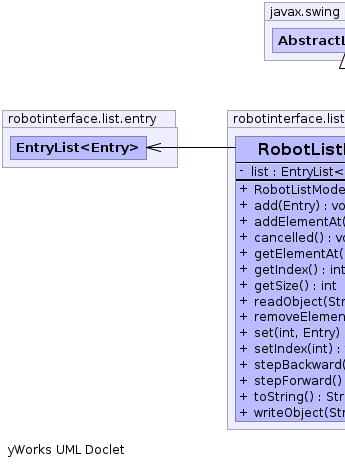 javax.swing
AbstractL
robotinterface.list.entry
EntryList<Entry>
robotinterface.list
RobotListM
- list : EntryList<
+ RobotListMode
+ add(Entry) : vo
+ addElementAt(
+ cancelled() : vo
+ getElementAt(
+ getIndex() : int
+ getSize() : int
+ readObject(Str
+ removeElemen
+ set(int, Entry)
+ setIndex(int) :
+ stepBackward(
+ stepForward()
+ toString() : Stri
+ writeObject(Str
yWorks UML Doclet